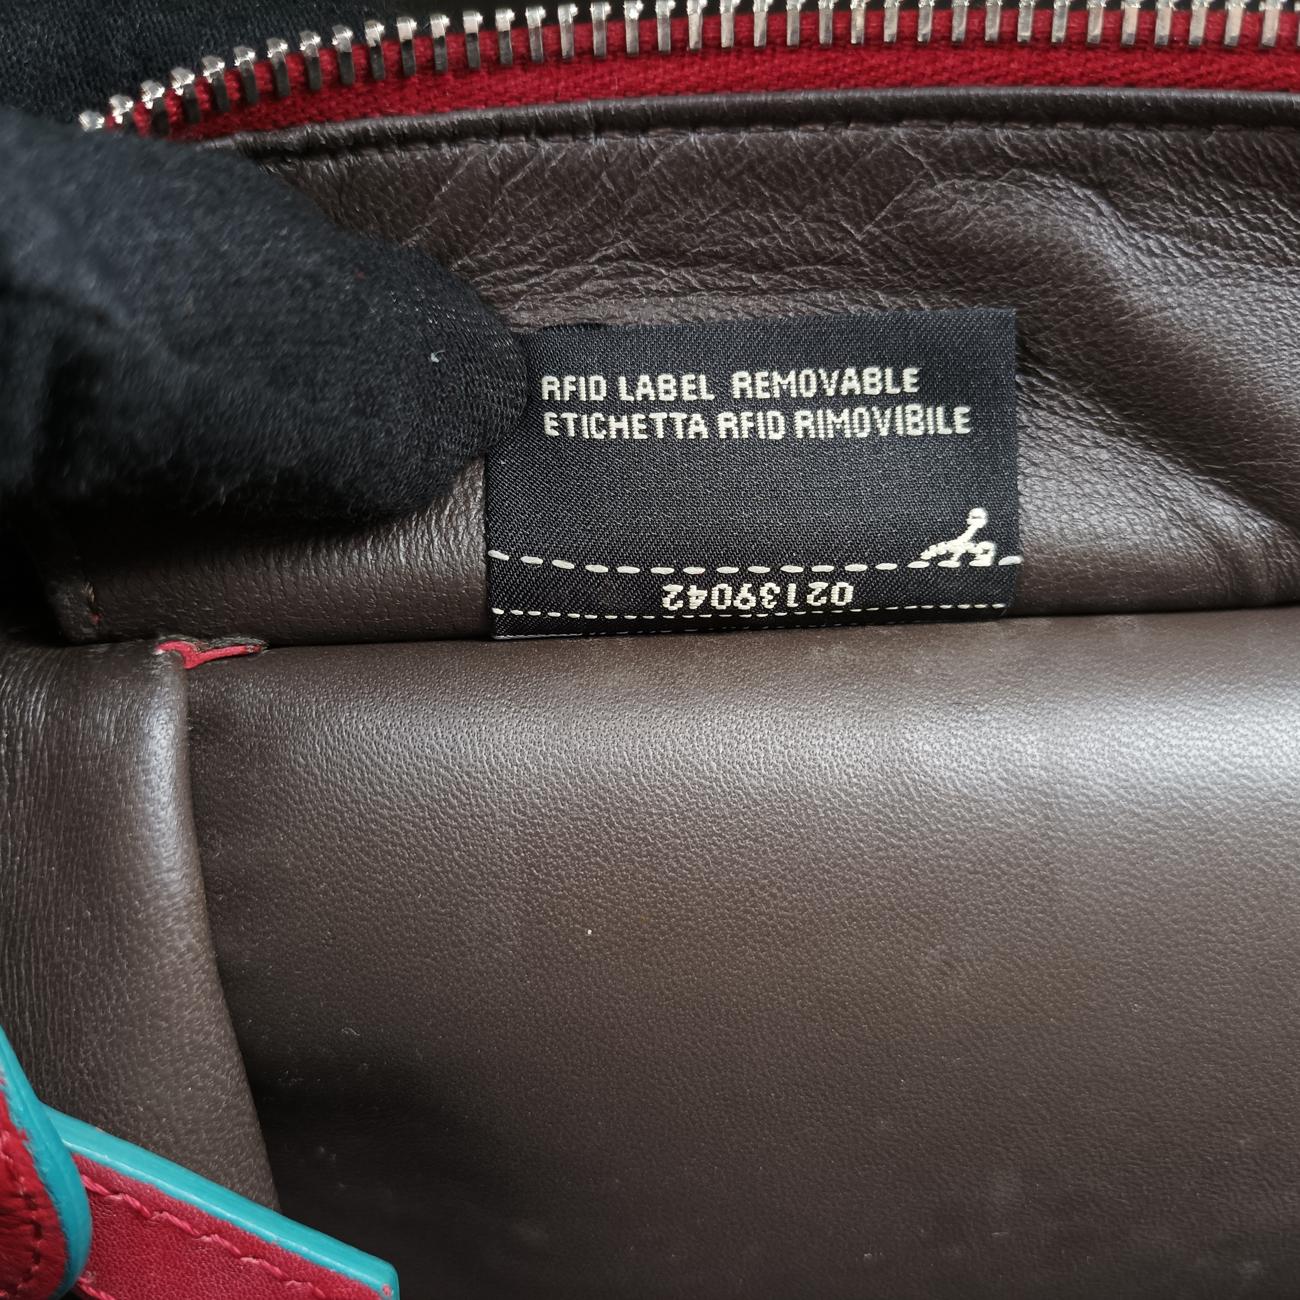 RFID LABEL REMOVABLE
ETICHETTA RFID RIMOVIBILE
02139042